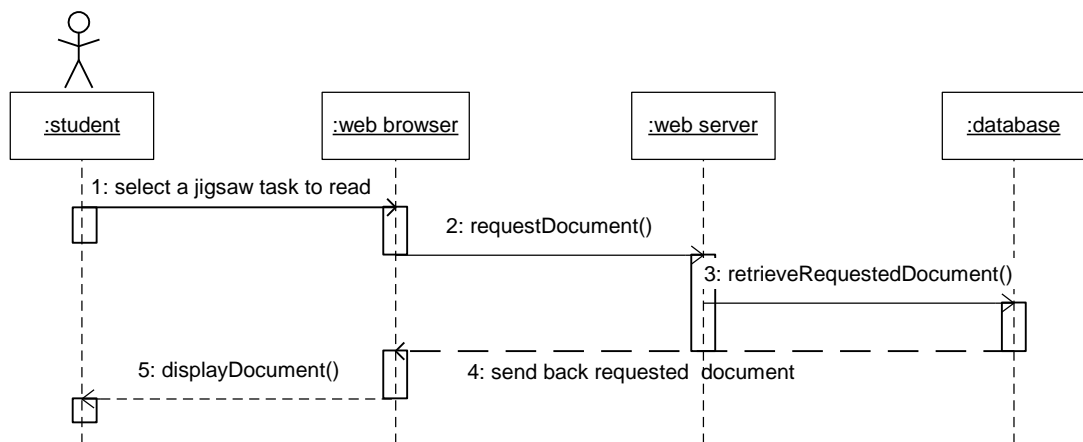 :student
:web browser
:web server
:database
1: select a jigsaw task to read
2: requestDocument()
3: retrieveRequestedDocument()
5: displayDocument()
4: send back requested document